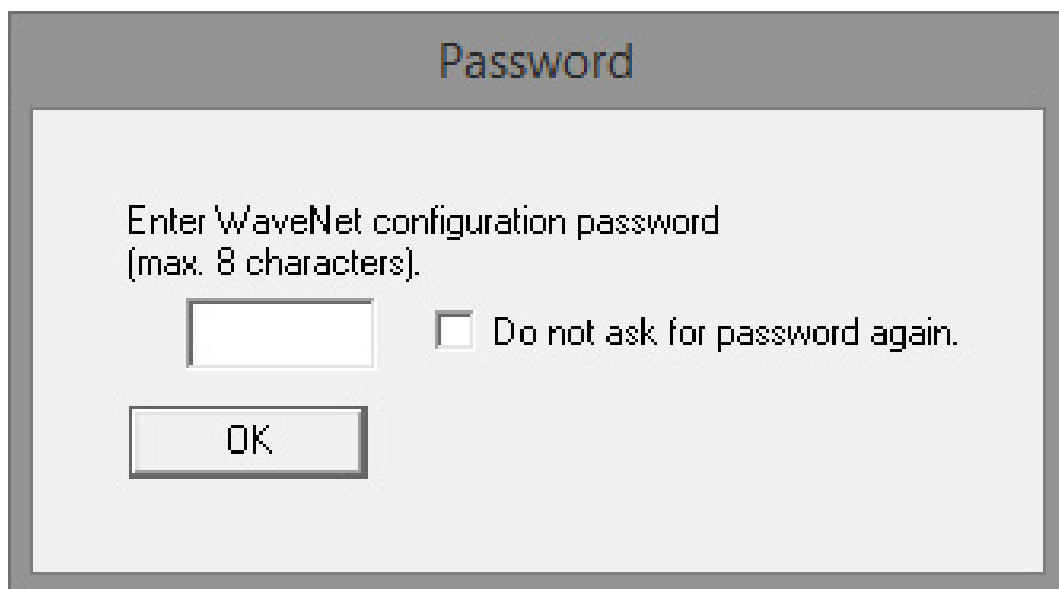 Password
Enter WaveNet configuration password
(max. 8 characters).
Do not ask for password again.
OK